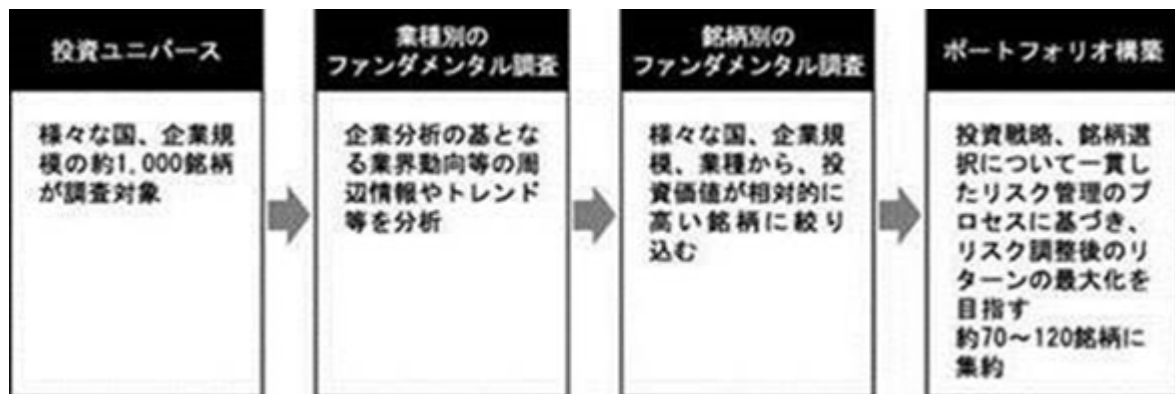 投資ユニバース
様々な国、企業規
模の約1,000銘柄
が調査対象
業種別の
ファンダメンタル調査
企業分析の基とな
る業界動向等の周
辺情報やトレンド
等を分析
銘柄別の
ファンダメンタル調査
様々な国、企業規
模、業種から、投
資価値が相対的に
高い銘柄に絞り
込む
ポートフォリオ構築
投資戦略、銘柄選
択について一貫し
たリスク管理のプ
ロセスに基づき、
リスク調整後のリ
ターンの最大化を
目指す
約70～120銘柄に
集約